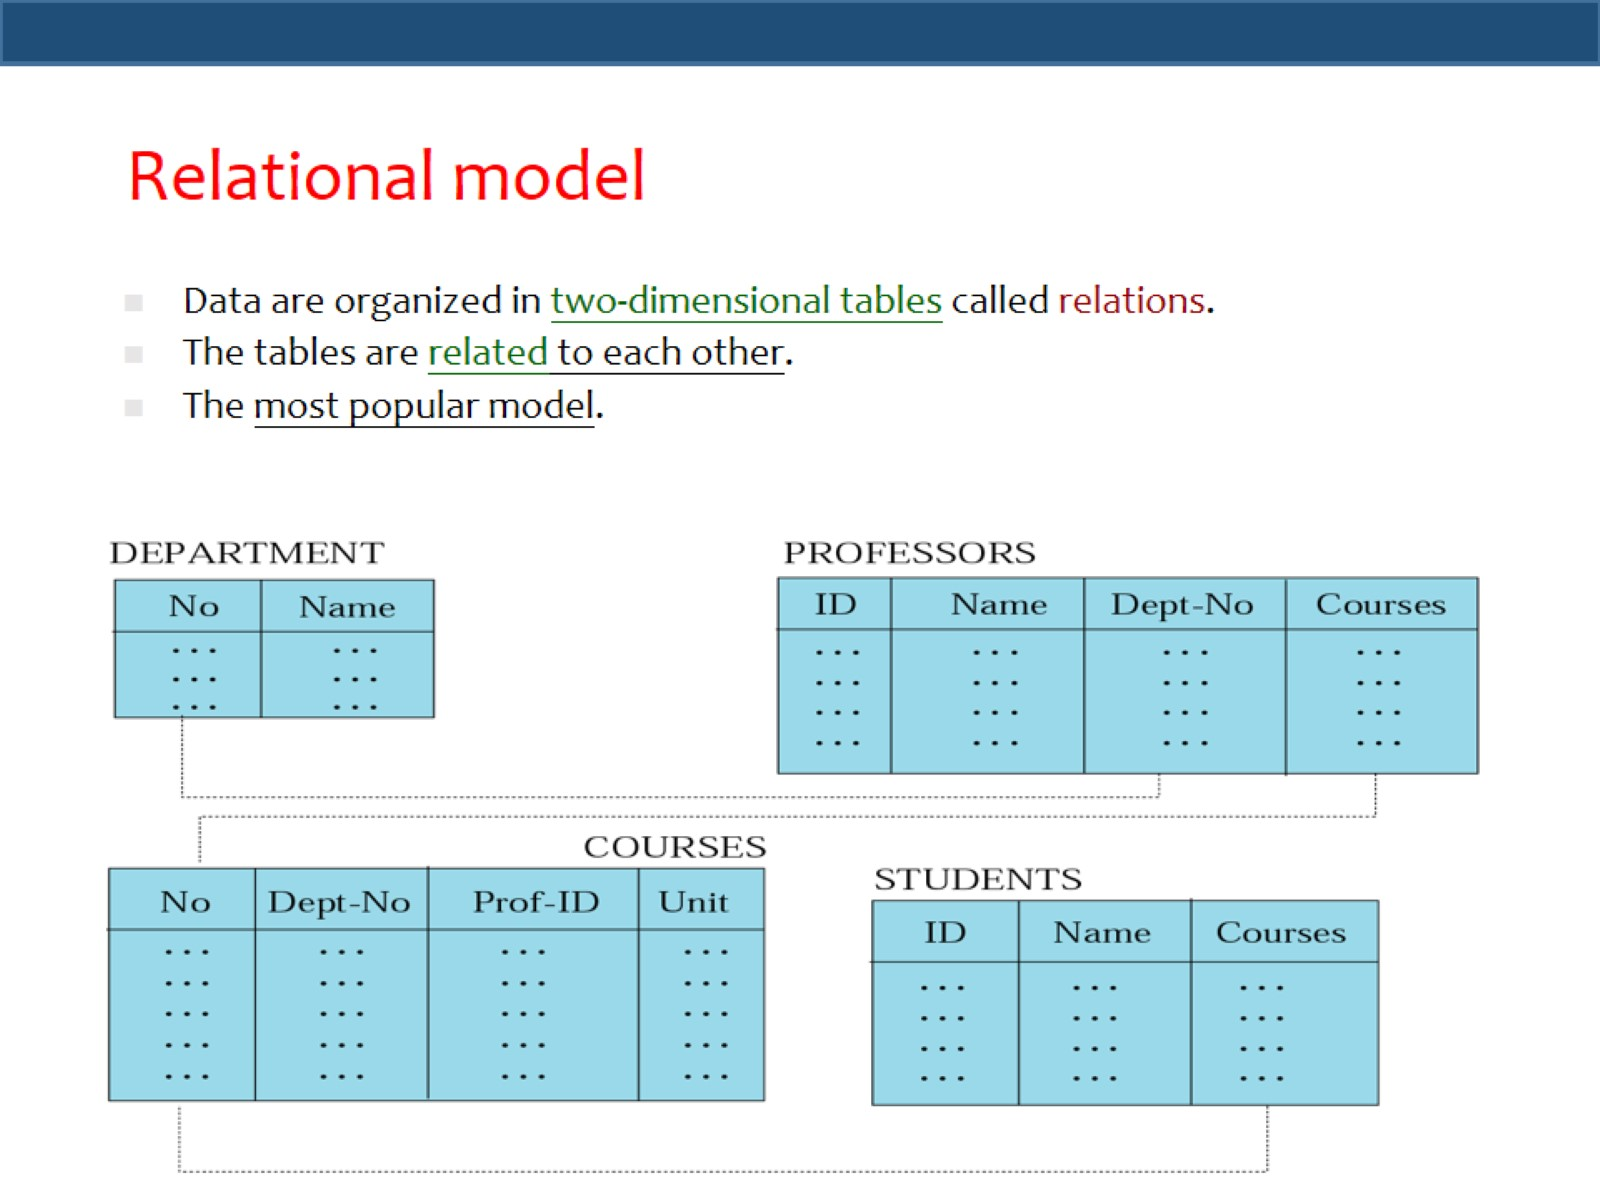 Relational model
Data are organized in two-dimensional tables called relations.
The tables are related to each other.
The most popular model.
DEPARTMENT
No Name
... ...
... ...
... ...
PROFESSORS
ID Name Dept-No Courses
... ... ... ...
... ... ... ...
... ... ... ...
... ... ... ...
COURSES
No Dept-No Prof-ID Unit
... ... ... ...
... ... ... ...
... ... ... ...
... ... ... ...
... ... ... ...
STUDENTS
ID Name Courses
... ... ...
... ... ...
... ... ...
... ... ...